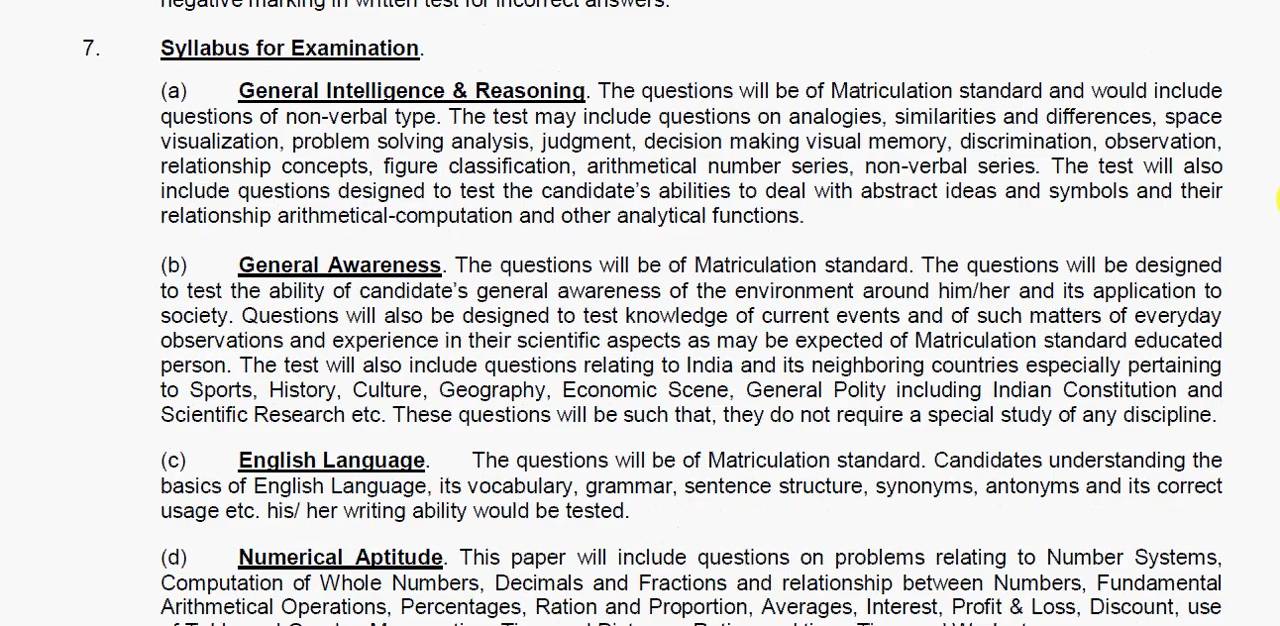 negative marking in written test for incorrect answers.
7. Syllabus for Examination.
(a) General Intelligence & Reasoning. The questions will be of Matriculation standard and would include
questions of non-verbal type. The test may include questions on analogies, similarities and differences, space
visualization, problem solving analysis, judgment, decision making visual memory, discrimination, observation,
relationship concepts, figure classification, arithmetical number series, non-verbal series. The test will also
include questions designed to test the candidate’s abilities to deal with abstract ideas and symbols and their
relationship arithmetical-computation and other analytical functions.
(b) General Awareness. The questions will be of Matriculation standard. The questions will be designed
to test the ability of candidate’s general awareness of the environment around him/her and its application to
society. Questions will also be designed to test knowledge of current events and of such matters of everyday
observations and experience in their scientific aspects as may be expected of Matriculation standard educated
person. The test will also include questions relating to India and its neighboring countries especially pertaining
to Sports, History, Culture, Geography, Economic Scene, General Polity including Indian Constitution and
Scientific Research etc. These questions will be such that, they do not require a special study of any discipline.
(c) English Language. The questions will be of Matriculation standard. Candidates understanding the
basics of English Language, its vocabulary, grammar, sentence structure, synonyms, antonyms and its correct
usage etc. his/ her writing ability would be tested.
(d) Numerical Aptitude. This paper will include questions on problems relating to Number Systems,
Computation of Whole Numbers, Decimals and Fractions and relationship between Numbers, Fundamental
Arithmetical Operations, Percentages, Ration and Proportion, Averages, Interest, Profit & Loss, Discount, use